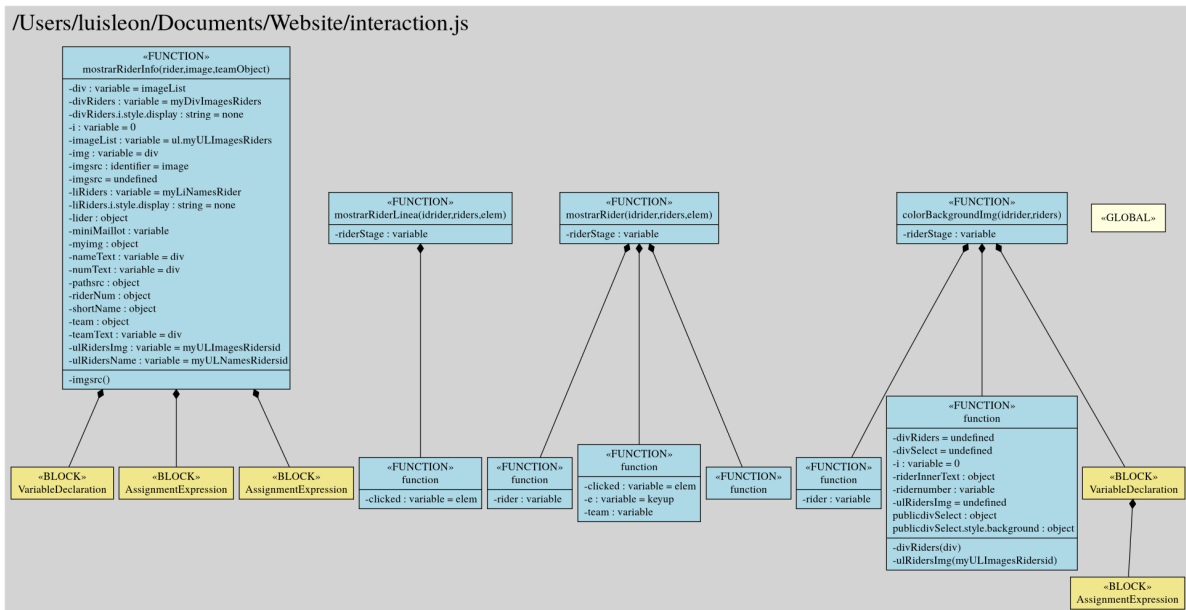 /Users/luisleon/Documents/Website/interaction.js
«FUNCTION»
mostrarRiderInfo(rider,image,teamObject)
-div : variable = imageList
-divRiders : variable = myDivImagesRiders
-divRiders.i.style.display : string = none
-i : variable = 0
-imageList : variable = ul.myULImagesRiders
-img : variable = div
-imgsrc : identifier = image
-imgsrc = undefined
-liRiders : variable = myLiNamesRider
-liRiders.i.style.display : string = none
-lider : object
-miniMaillot : variable
-myimg : object
-nameText : variable = div
-numText : variable = div
-pathsrc : object
-riderNum : object
-shortName : object
-team : object
-teamText : variable = div
-ulRidersImg : variable = myULImagesRidersid
-ulRidersName : variable = myULNamesRidersid
-imgsrc()
«FUNCTION»
mostrarRiderLinea(idrider,riders,elem)
-riderStage : variable
«FUNCTION»
mostrarRider(idrider,riders,elem)
-riderStage : variable
«FUNCTION»
colorBackgroundImg(idrider,riders)
-riderStage : variable
«GLOBAL»
«BLOCK»
VariableDeclaration
«BLOCK»
AssignmentExpression
«BLOCK»
AssignmentExpression
«FUNCTION»
function
-clicked : variable = elem
«FUNCTION»
function
-rider : variable
«FUNCTION»
function
-clicked : variable = elem
-e : variable = keyup
-team : variable
«FUNCTION»
function
«FUNCTION»
function
-rider : variable
«FUNCTION»
function
-divRiders = undefined
-divSelect = undefined
-i : variable = 0
-riderInnerText : object
-ridernumber : variable
-ulRidersImg = undefined
publicdivSelect : object
publicdivSelect.style.background : object
-divRiders(div)
-ulRidersImg(myULImagesRidersid)
«BLOCK»
VariableDeclaration
«BLOCK»
AssignmentExpression